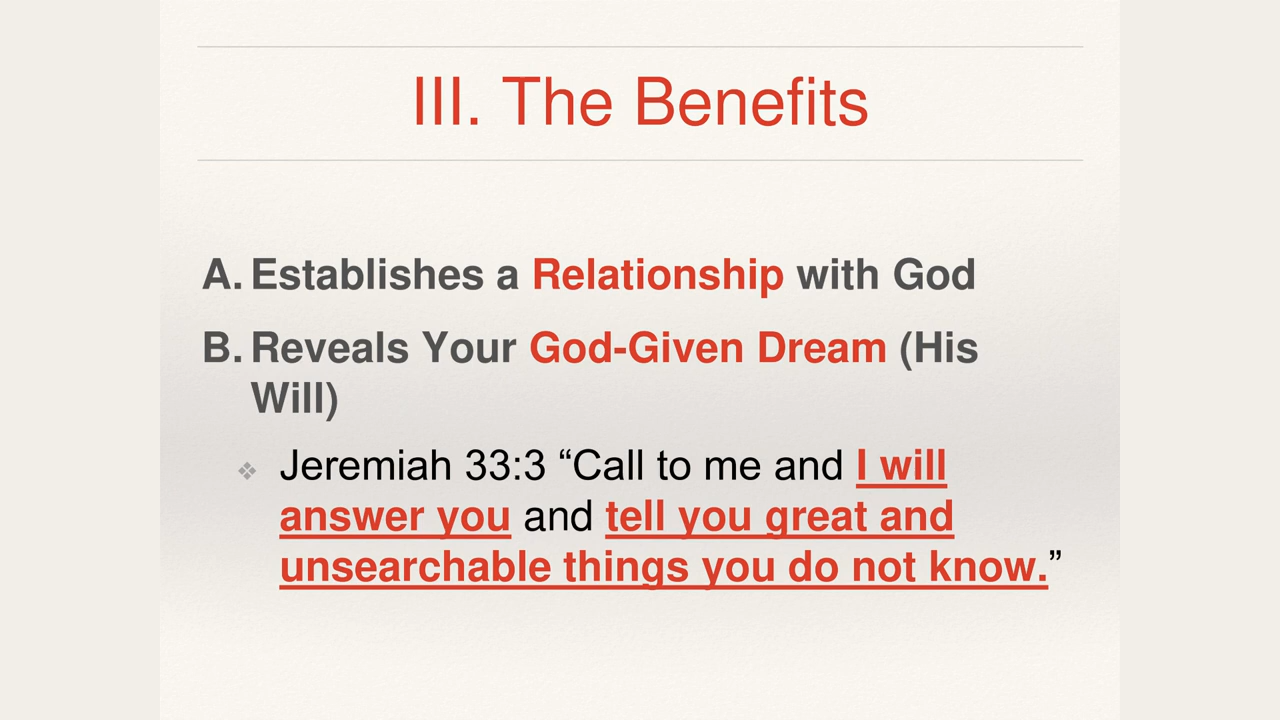 III. The Benefits
A. Establishes a Relationship with God
B. Reveals Your God-Given Dream (His
Will)
❖ Jeremiah 33:3 “Call to me and I will
answer you and tell you great and
unsearchable things you do not know.”